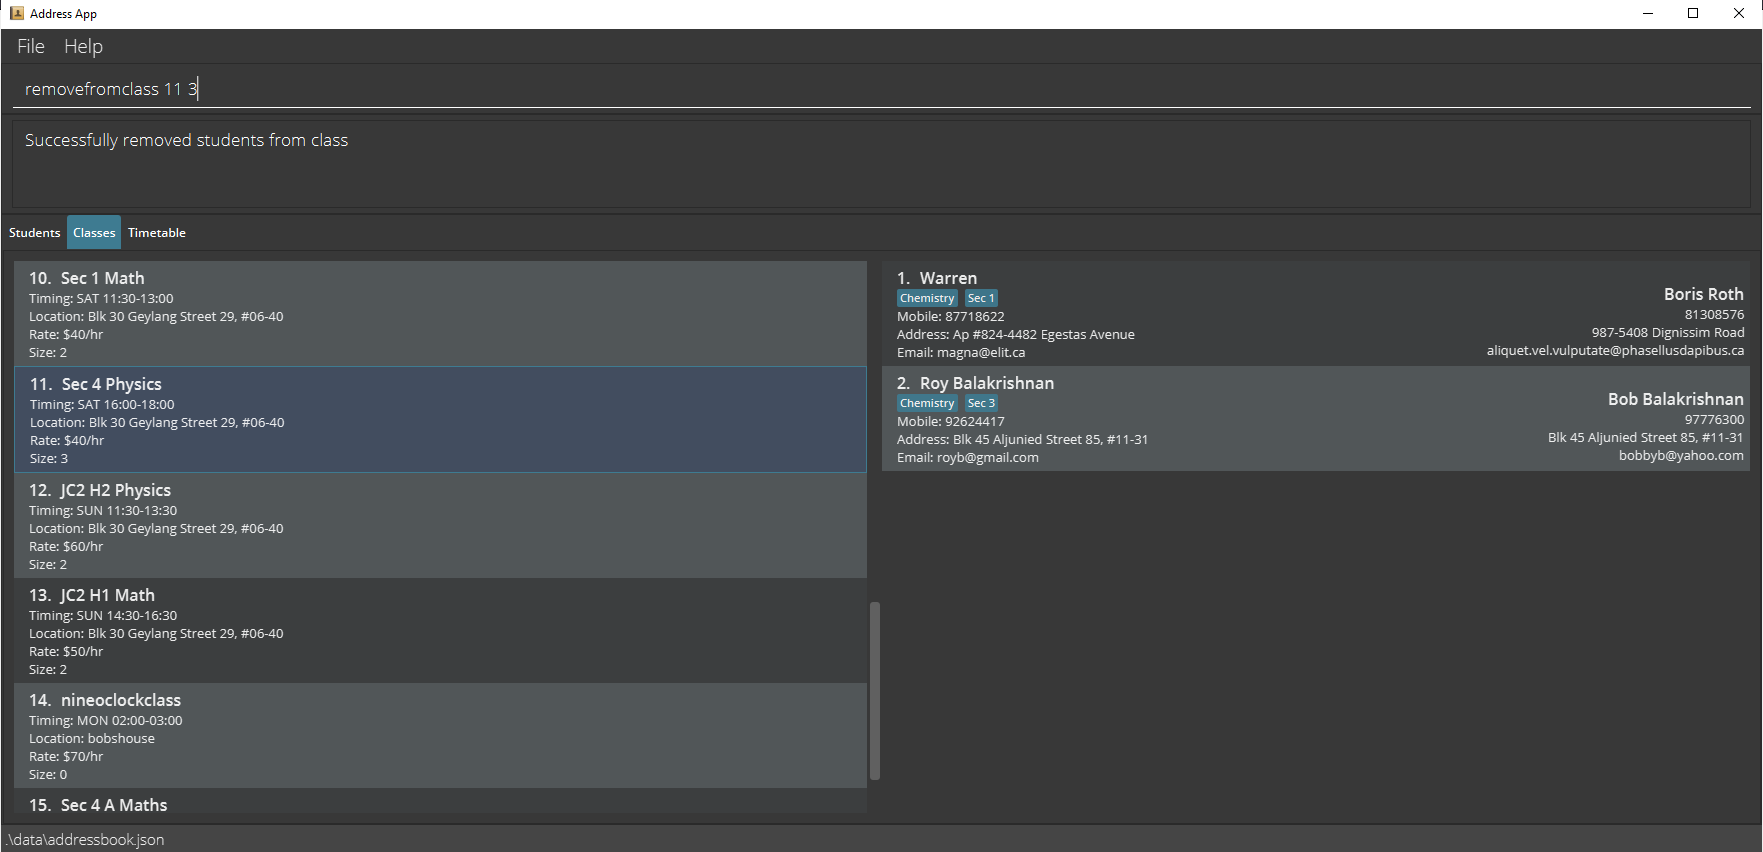 Address App
File Help
removefromclass 11 3
Successfully removed students from class
Students Classes Timetable
10. Sec 1 Math
Timing: SAT 11:30-13:00
Location: Blk 30 Geylang Street 29, #06-40
Rate: $40/hr
Size: 2
11. Sec 4 Physics
Timing: SAT 16:00-18:00
Location: Blk 30 Geylang Street 29, #06-40
Rate: $40/hr
Size: 3
12. JC2 H2 Physics
Timing: SUN 11:30-13:30
Location: Blk 30 Geylang Street 29, #06-40
Rate: $60/hr
Size: 2
13. JC2 H1 Math
Timing: SUN 14:30-16:30
Location: Blk 30 Geylang Street 29, #06-40
Rate: $50/hr
Size: 2
14. nineoclockclass
Timing: MON 02:00-03:00
Location: bobshouse
Rate: $70/hr
Size: 0
15. Sec 4 A Maths
1. Warren
Chemistry Sec 1
Mobile: 87718622
Address: Ap #824-4482 Egestas Avenue
Email: magna@elit.ca
Boris Roth
81308576
987-5408 Dignissim Road
aliquet.vel.vulputate@phasellusdapibus.ca
2. Roy Balakrishnan
Chemistry Sec 3
Mobile: 92624417
Address: Blk 45 Aljunied Street 85, #11-31
Email: royb@gmail.com
Bob Balakrishnan
97776300
Blk 45 Aljunied Street 85, #11-31
bobbyb@yahoo.com
.\data\addressbook.json